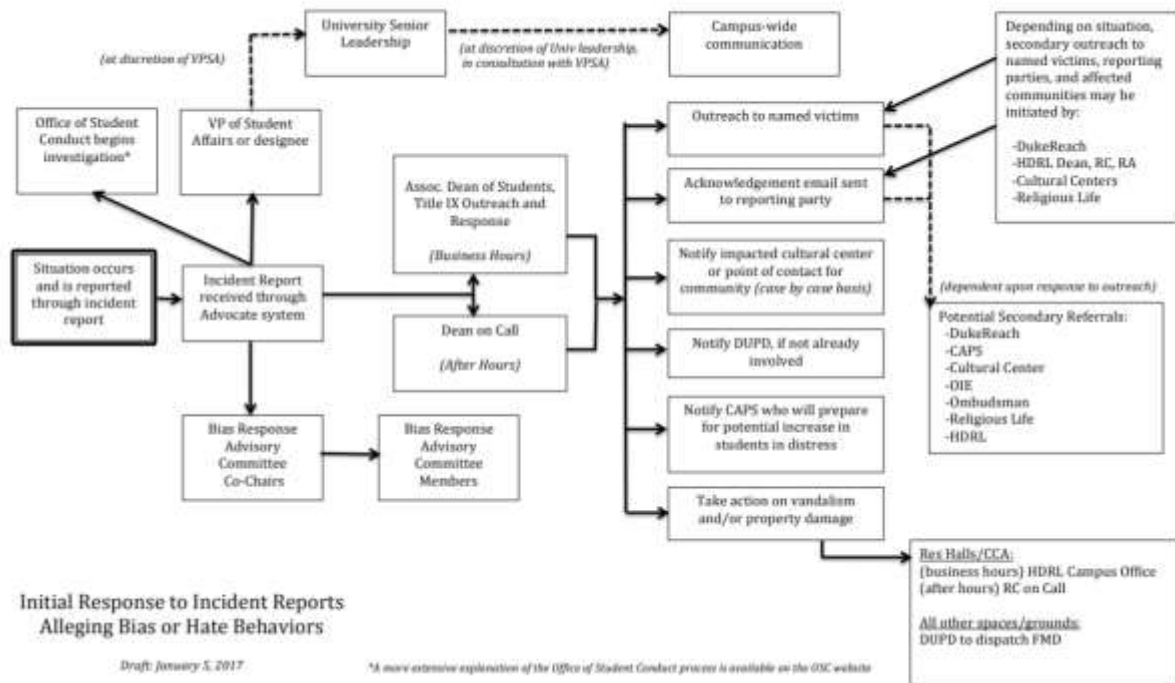 University Senior
Leadership
(at discretion of VPSA)
(at discretion of Univ leadership,
in consultation with VPSA)
Campus-wide
communication
Depending on situation,
secondary outreach to
named victims, reporting
parties, and affected
communities may be
initiated by:
-DukeReach
-HDRL Dean, RC, RA
-Cultural Centers
-Religious Life
Office of Student
Conduct begins
investigation*
VP of Student
Affairs or designee
Outreach to named victims
Assoc. Dean of Students,
Title IX Outreach and
Response
(Business Hours)
Acknowledgement email sent
to reporting party
Situation occurs
and is reported
through incident
report
Incident Report
received through
Advocate system
Notify impacted cultural center
or point of contact for
community (case by case basis)
(dependent upon response to outreach)
Dean on Call
(After Hours)
Notify DUPD, if not already
involved
Potential Secondary Referrals:
-DukeReach
-CAPS
-Cultural Center
-OIE
-Ombudsman
-Religious Life
-HDRL
Bias Response
Advisory
Committee
Co-Chairs
Bias Response
Advisory
Committee
Members
Notify CAPS who will prepare
for potential increase in
students in distress
Take action on vandalism
and/or property damage
Res Halls/CCA:
(business hours) HDRL Campus Office
(after hours) RC on Call
All other spaces/grounds:
DUPD to dispatch FMD
Initial Response to Incident Reports
Alleging Bias or Hate Behaviors
Draft: January 5, 2017
*A more extensive explanation of the Office of Student Conduct process is available on the OSC website